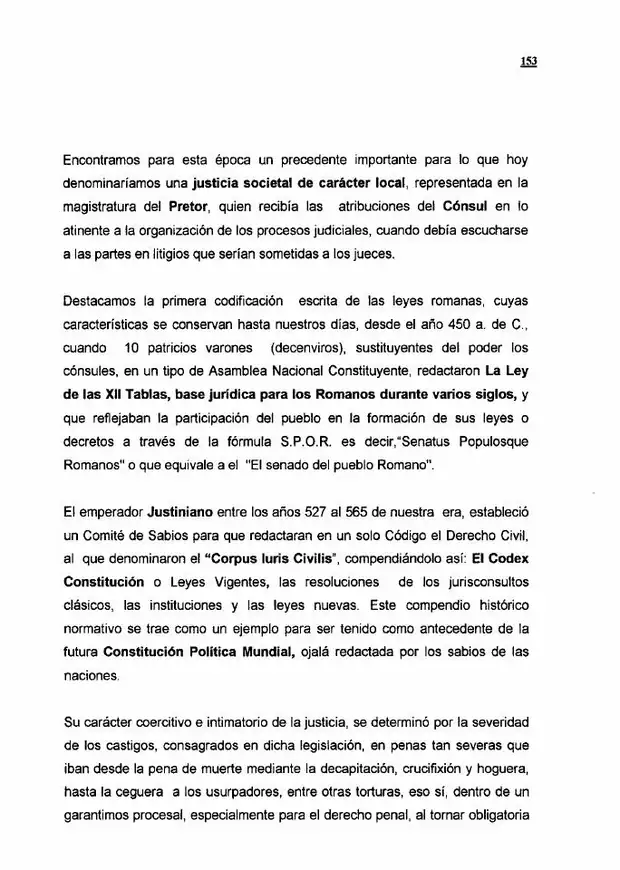 153
Encontramos para esta época un precedente importante para lo que hoy
denominaríamos una justicia societal de carácter local, representada en la
magistratura del Pretor, quien recibía las atribuciones del Cónsul en lo
atinente a la organización de los procesos judiciales, cuando debía escucharse
a las partes en litigios que serían sometidas a los jueces.
Destacamos la primera codificación escrita de las leyes romanas, cuyas
características se conservan hasta nuestros días, desde el año 450 a. de C.,
cuando 10 patricios varones (decenviros), sustituyentes del poder los
cónsules, en un tipo de Asamblea Nacional Constituyente, redactaron La Ley
de las XII Tablas, base jurídica para los Romanos durante varios siglos, y
que reflejaban la participación del pueblo en la formación de sus leyes o
decretos a través de la fórmula S.P.O.R. es decir,"Senatus Populosque
Romanos" o que equivale a el "El senado del pueblo Romano".
El emperador Justiniano entre los años 527 al 565 de nuestra era, estableció
un Comité de Sabios para que redactaran en un solo Código el Derecho Civil,
al que denominaron el "Corpus Iuris Civilis", compendiándolo así: El Codex
Constitución o Leyes Vigentes, las resoluciones de los jurisconsultos
clásicos, las instituciones y las leyes nuevas. Este compendio histórico
normativo se trae como un ejemplo para ser tenido como antecedente de la
futura Constitución Política Mundial, ojalá redactada por los sabios de las
naciones.
Su carácter coercitivo e intimatorio de la justicia, se determinó por la severidad
de los castigos, consagrados en dicha legislación, en penas tan severas que
iban desde la pena de muerte mediante la decapitación, crucifixión y hoguera,
hasta la ceguera a los usurpadores, entre otras torturas, eso sí, dentro de un
garantimos procesal, especialmente para el derecho penal, al tornar obligatoria